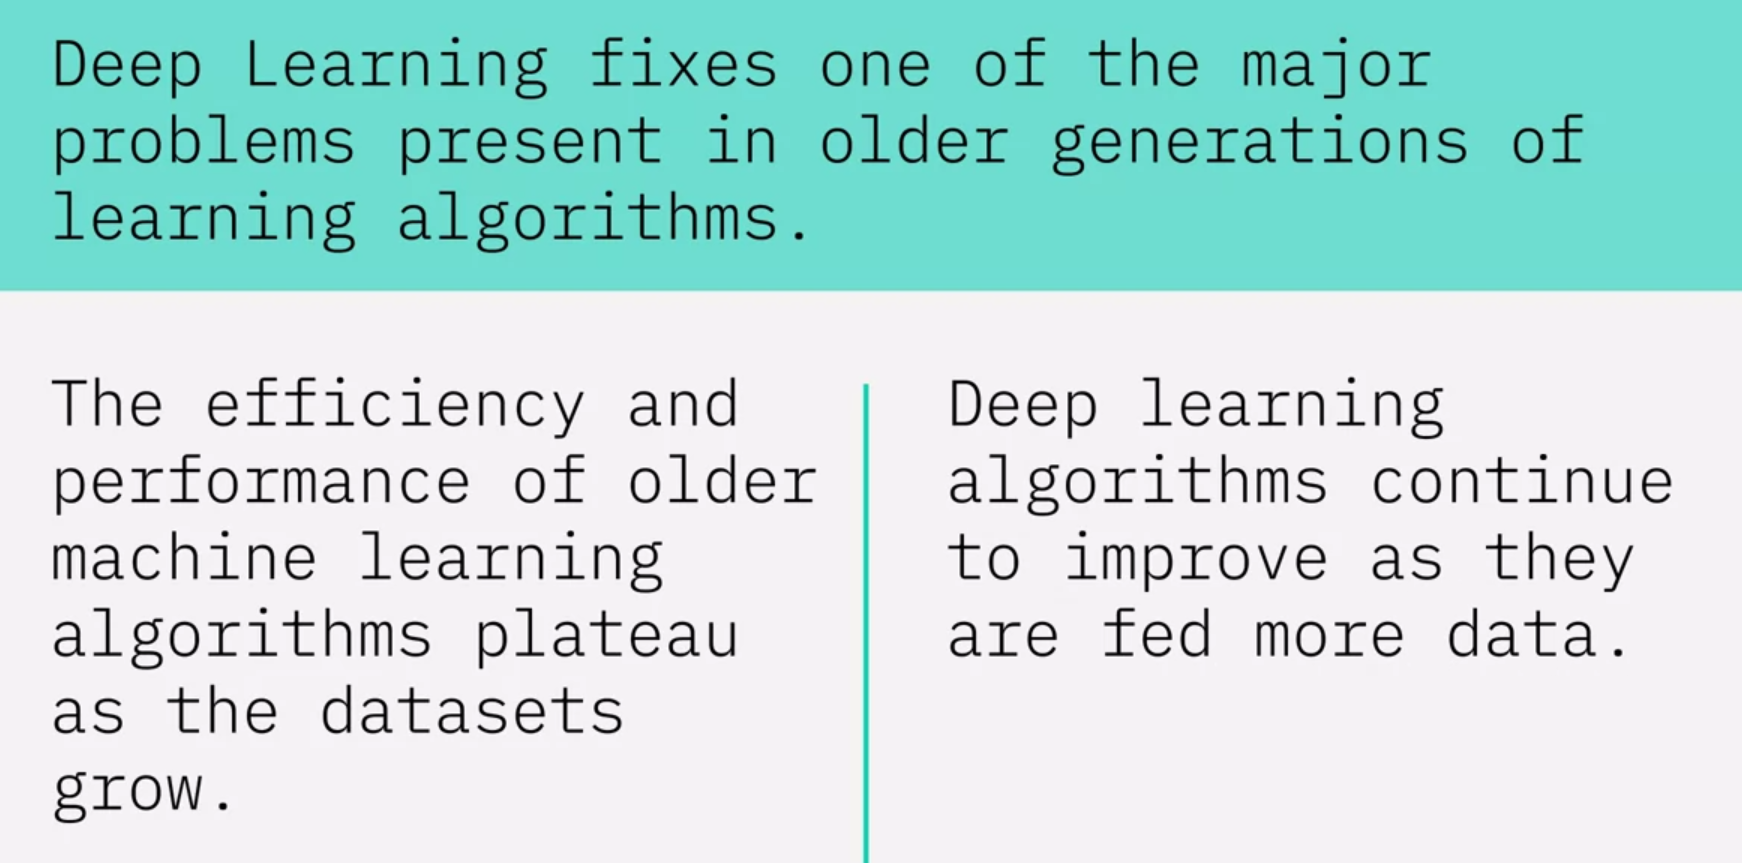 Deep Learning fixes one of the major
problems present in older generations of
learning algorithms.
The efficiency and
performance of older
machine learning
algorithms plateau
as the datasets
grow.
Deep learning
algorithms continue
to improve as they
are fed more data.